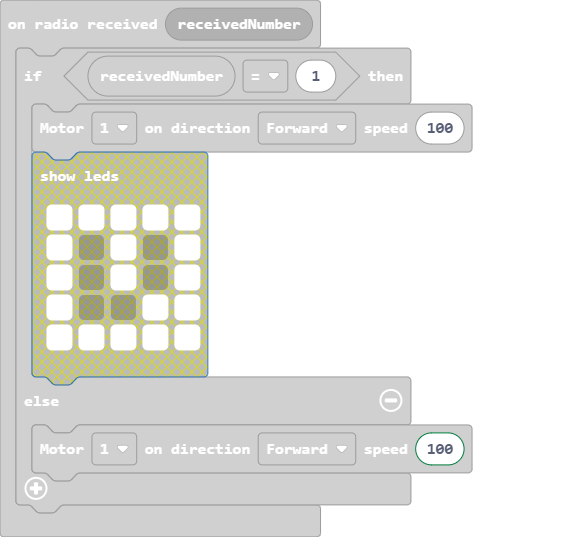 on radio received receivedNumber
if receivedNumber = 1 then
Motor 1 on direction Forward speed 100
show leds
else
Motor 1 on direction Forward speed 100